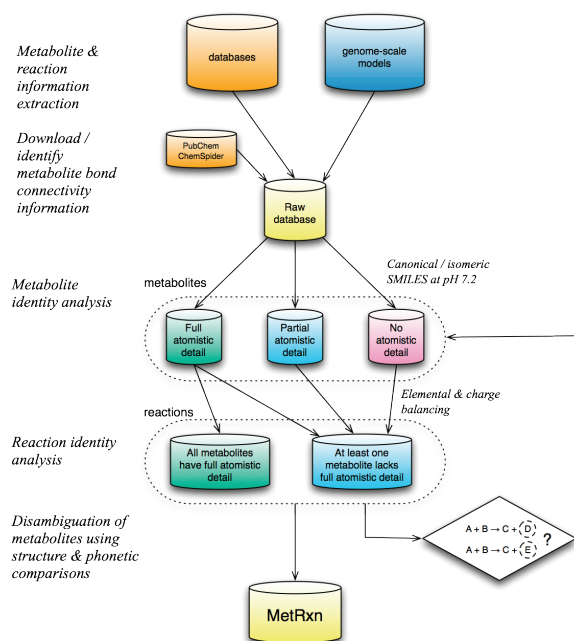 Metabolite &
reaction
information
extraction
databases
genome-scale
models
Download /
identify
metabolite bond
connectivity
information
PubChem
ChemSpider
Raw
database
Canonical / isomeric
SMILES at pH 7.2
Metabolite
identity analysis
metabolites
Full
atomistic
detail
Partial
atomistic
detail
No
atomistic
detail
Elemental & charge
balancing
reactions
Reaction identity
analysis
All metabolites
have full atomistic
detail
At least one
metabolite lacks
full atomistic detail
Disambiguation of
metabolites using
structure & phonetic
comparisons
A + B → C + D
A + B → C + E
?
MetRxn